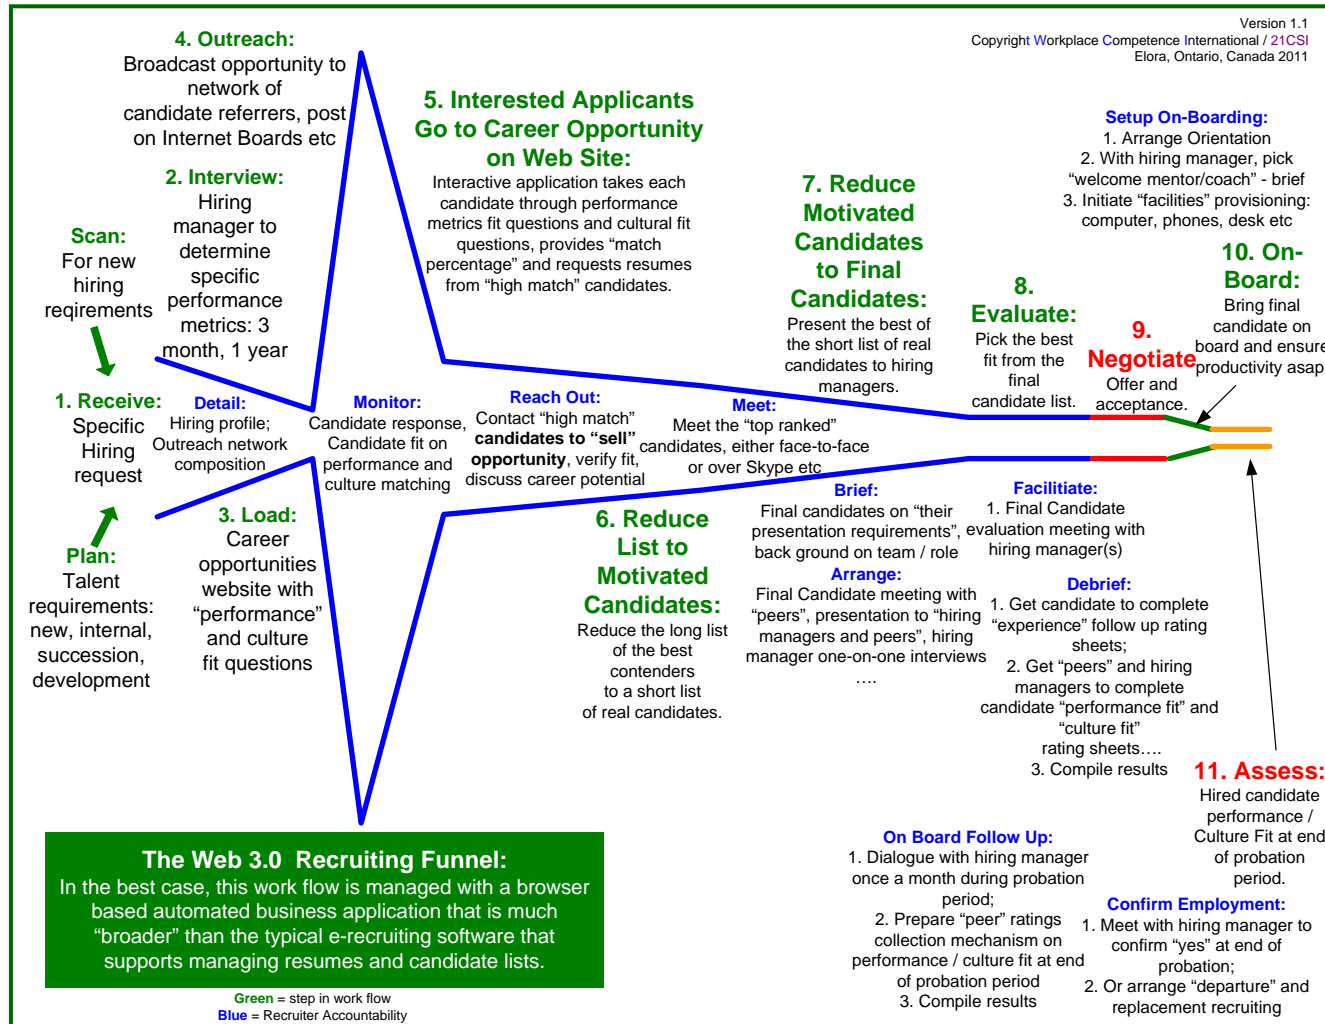 Version 1.1
Copyright Workplace Competence International / 21CSI
Elora, Ontario, Canada 2011
4. Outreach:
Broadcast opportunity to
network of
candidate referrers, post
on Internet Boards etc
2. Interview:
Hiring
manager to
determine
specific
performance
metrics: 3
month, 1 year
Scan:
For new
hiring
reqirements
1. Receive:
Specific
Hiring
request
Plan:
Talent
requirements:
new, internal,
succession,
development
Detail:
Hiring profile;
Outreach network
composition
3. Load:
Career
opportunities
website with
“performance”
and culture
fit questions
Monitor:
Candidate response,
Candidate fit on
performance and
culture matching
5. Interested Applicants
Go to Career Opportunity
on Web Site:
Interactive application takes each
candidate through performance
metrics fit questions and cultural fit
questions, provides “match
percentage” and requests resumes
from “high match” candidates.
Reach Out:
Contact “high match”
candidates to “sell”
opportunity, verify fit,
discuss career potential
6. Reduce
List to
Motivated
Candidates:
Reduce the long list
of the best
contenders
to a short list
of real candidates.
Meet:
Meet the “top ranked”
candidates, either face-to-face
or over Skype etc
7. Reduce
Motivated
Candidates
to Final
Candidates:
Present the best of
the short list of real
candidates to hiring
managers.
Brief:
Final candidates on “their
presentation requirements”,
back ground on team / role
Arrange:
Final Candidate meeting with
“peers”, presentation to “hiring
managers and peers”, hiring
manager one-on-one interviews
….
8.
Evaluate:
Pick the best
fit from the
final
candidate list.
Facilitiate:
1. Final Candidate
evaluation meeting with
hiring manager(s)
Debrief:
1. Get candidate to complete
“experience” follow up rating
sheets;
2. Get “peers” and hiring
managers to complete
candidate “performance fit” and
“culture fit”
rating sheets….
3. Compile results
9.
Negotiate
Offer and
acceptance.
Setup On-Boarding:
1. Arrange Orientation
2. With hiring manager, pick
“welcome mentor/coach” - brief
3. Initiate “facilities” provisioning:
computer, phones, desk etc
10. On-
Board:
Bring final
candidate on
board and ensure
productivity asap
11. Assess:
Hired candidate
performance /
Culture Fit at end
of probation
period.
On Board Follow Up:
1. Dialogue with hiring manager
once a month during probation
period;
2. Prepare “peer” ratings
collection mechanism on
performance / culture fit at end
of probation period
3. Compile results
Confirm Employment:
1. Meet with hiring manager to
confirm “yes” at end of
probation;
2. Or arrange “departure” and
replacement recruiting
The Web 3.0 Recruiting Funnel:
In the best case, this work flow is managed with a browser
based automated business application that is much
“broader” than the typical e-recruiting software that
supports managing resumes and candidate lists.
Green = step in work flow
Blue = Recruiter Accountability